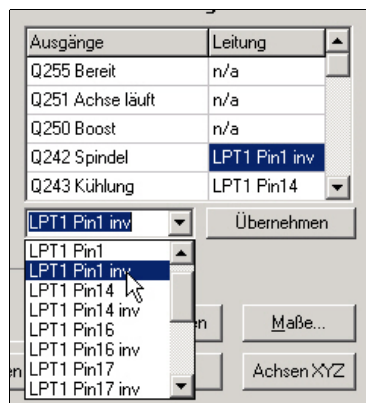 Ausgänge Leitung
Q255 Bereit n/a
Q251 Achse läuft n/a
Q250 Boost n/a
Q242 Spindel LPT1 Pin1 inv
Q243 Kühlung LPT1 Pin14
LPT1 Pin1 inv Übernehmen
LPT1 Pin1
LPT1 Pin1 inv
LPT1 Pin14
LPT1 Pin14 inv
LPT1 Pin16
LPT1 Pin16 inv
LPT1 Pin17
LPT1 Pin17 inv
Maße...
Achsen XYZ